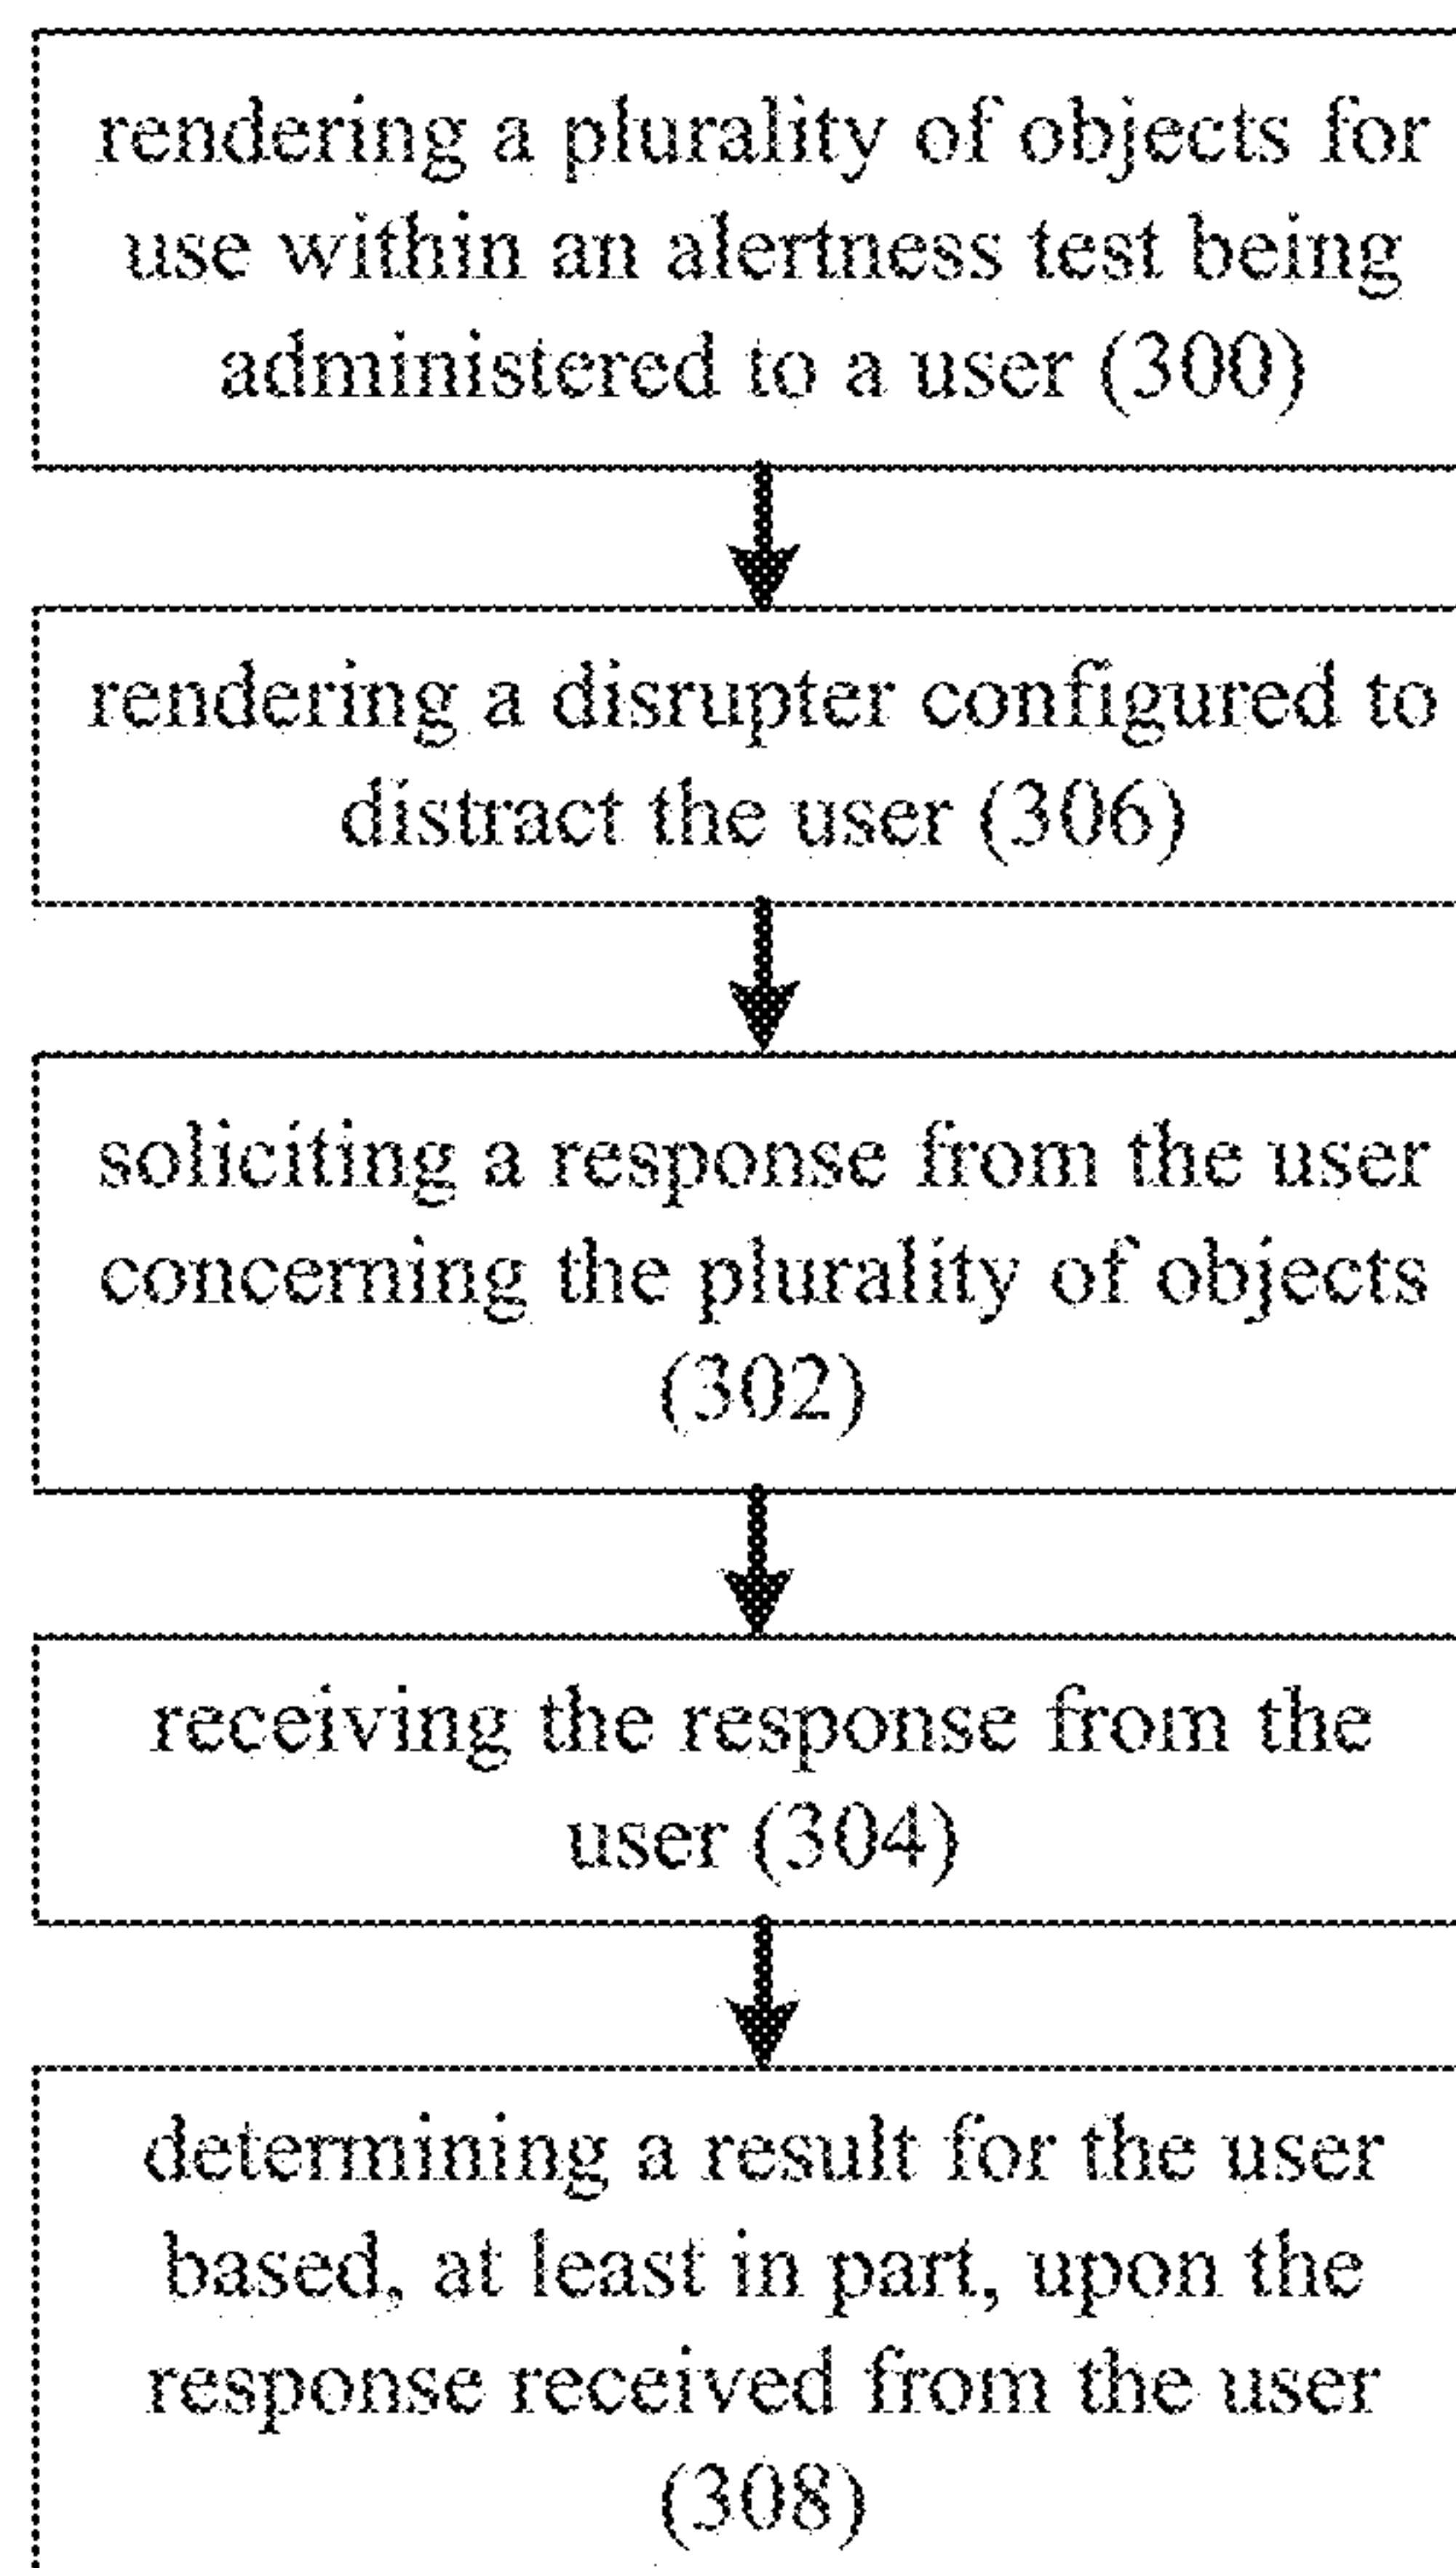 rendering a plurality of objects for
use within an alertness test being
administered to a user (300)
rendering a disrupter configured to
distract the user (306)
soliciting a response from the user
concerning the plurality of objects
(302)
receiving the response from the
user (304)
determining a result for the user
based, at least in part, upon the
response received from the user
(308)